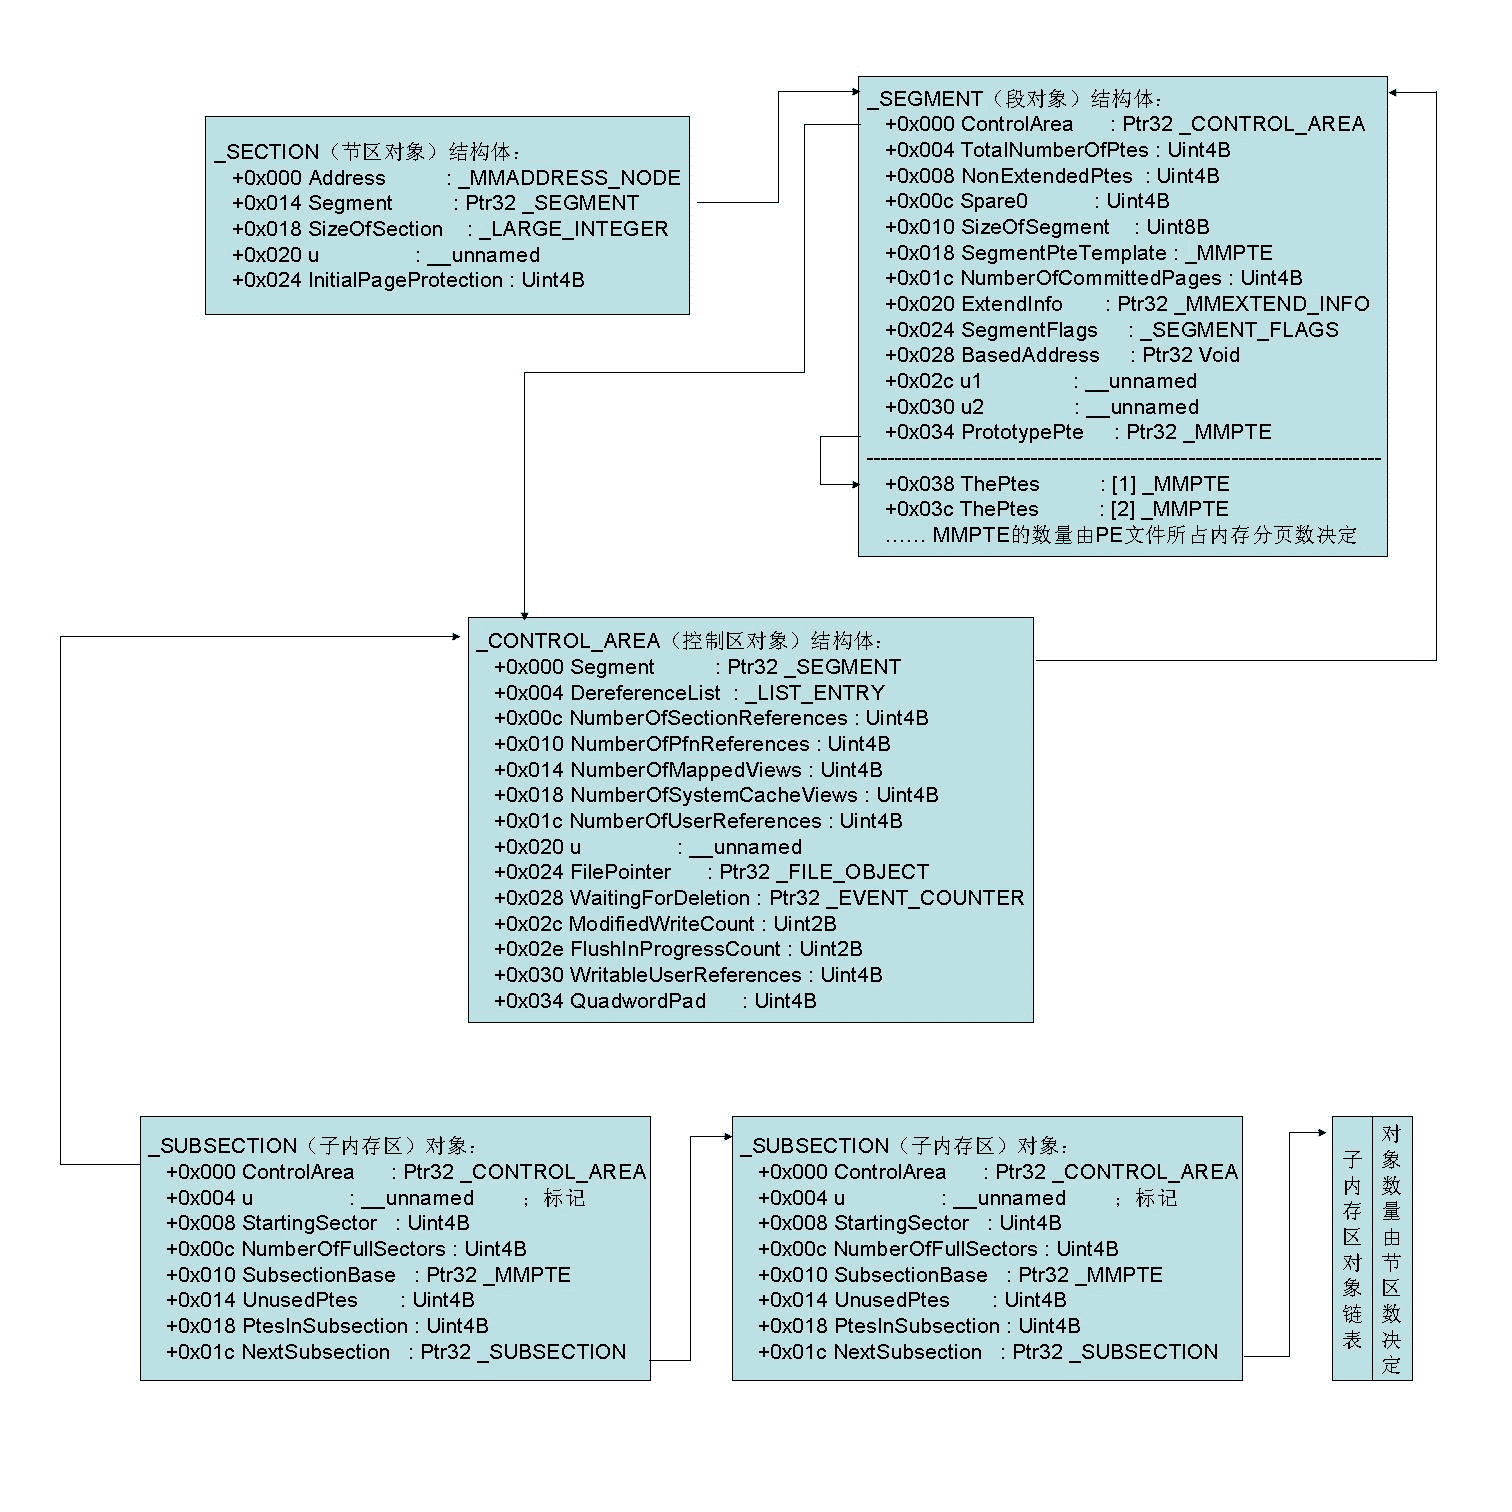 _SECTION（节区对象）结构体：
+0x000 Address : _MMADDRESS_NODE
+0x014 Segment : Ptr32 _SEGMENT
+0x018 SizeOfSection : _LARGE_INTEGER
+0x020 u : __unnamed
+0x024 InitialPageProtection : Uint4B
_SEGMENT（段对象）结构体：
+0x000 ControlArea : Ptr32 _CONTROL_AREA
+0x004 TotalNumberOfPtes : Uint4B
+0x008 NonExtendedPtes : Uint4B
+0x00c Spare0 : Uint4B
+0x010 SizeOfSegment : Uint8B
+0x018 SegmentPteTemplate : _MMPTE
+0x01c NumberOfCommittedPages : Uint4B
+0x020 ExtendInfo : Ptr32 _MMEXTEND_INFO
+0x024 SegmentFlags : _SEGMENT_FLAGS
+0x028 BasedAddress : Ptr32 Void
+0x02c u1 : __unnamed
+0x030 u2 : __unnamed
+0x034 PrototypePte : Ptr32 _MMPTE
+0x038 ThePtes : [1] _MMPTE
+0x03c ThePtes : [2] _MMPTE
...... MMPTE的数量由PE文件所占内存分页数决定
_CONTROL_AREA（控制区对象）结构体：
+0x000 Segment : Ptr32 _SEGMENT
+0x004 DereferenceList : _LIST_ENTRY
+0x00c NumberOfSectionReferences : Uint4B
+0x010 NumberOfPfnReferences : Uint4B
+0x014 NumberOfMappedViews : Uint4B
+0x018 NumberOfSystemCacheViews : Uint4B
+0x01c NumberOfUserReferences : Uint4B
+0x020 u : __unnamed
+0x024 FilePointer : Ptr32 _FILE_OBJECT
+0x028 WaitingForDeletion : Ptr32 _EVENT_COUNTER
+0x02c ModifiedWriteCount : Uint2B
+0x02e FlushInProgressCount : Uint2B
+0x030 WritableUserReferences : Uint4B
+0x034 QuadwordPad : Uint4B
_SUBSECTION（子内存区）对象：
+0x000 ControlArea : Ptr32 _CONTROL_AREA
+0x004 u : __unnamed ；标记
+0x008 StartingSector : Uint4B
+0x00c NumberOfFullSectors : Uint4B
+0x010 SubsectionBase : Ptr32 _MMPTE
+0x014 UnusedPtes : Uint4B
+0x018 PtesInSubsection : Uint4B
+0x01c NextSubsection : Ptr32 _SUBSECTION
_SUBSECTION（子内存区）对象：
+0x000 ControlArea : Ptr32 _CONTROL_AREA
+0x004 u : __unnamed ；标记
+0x008 StartingSector : Uint4B
+0x00c NumberOfFullSectors : Uint4B
+0x010 SubsectionBase : Ptr32 _MMPTE
+0x014 UnusedPtes : Uint4B
+0x018 PtesInSubsection : Uint4B
+0x01c NextSubsection : Ptr32 _SUBSECTION
子内存区对象链表
对象数量由节区数决定